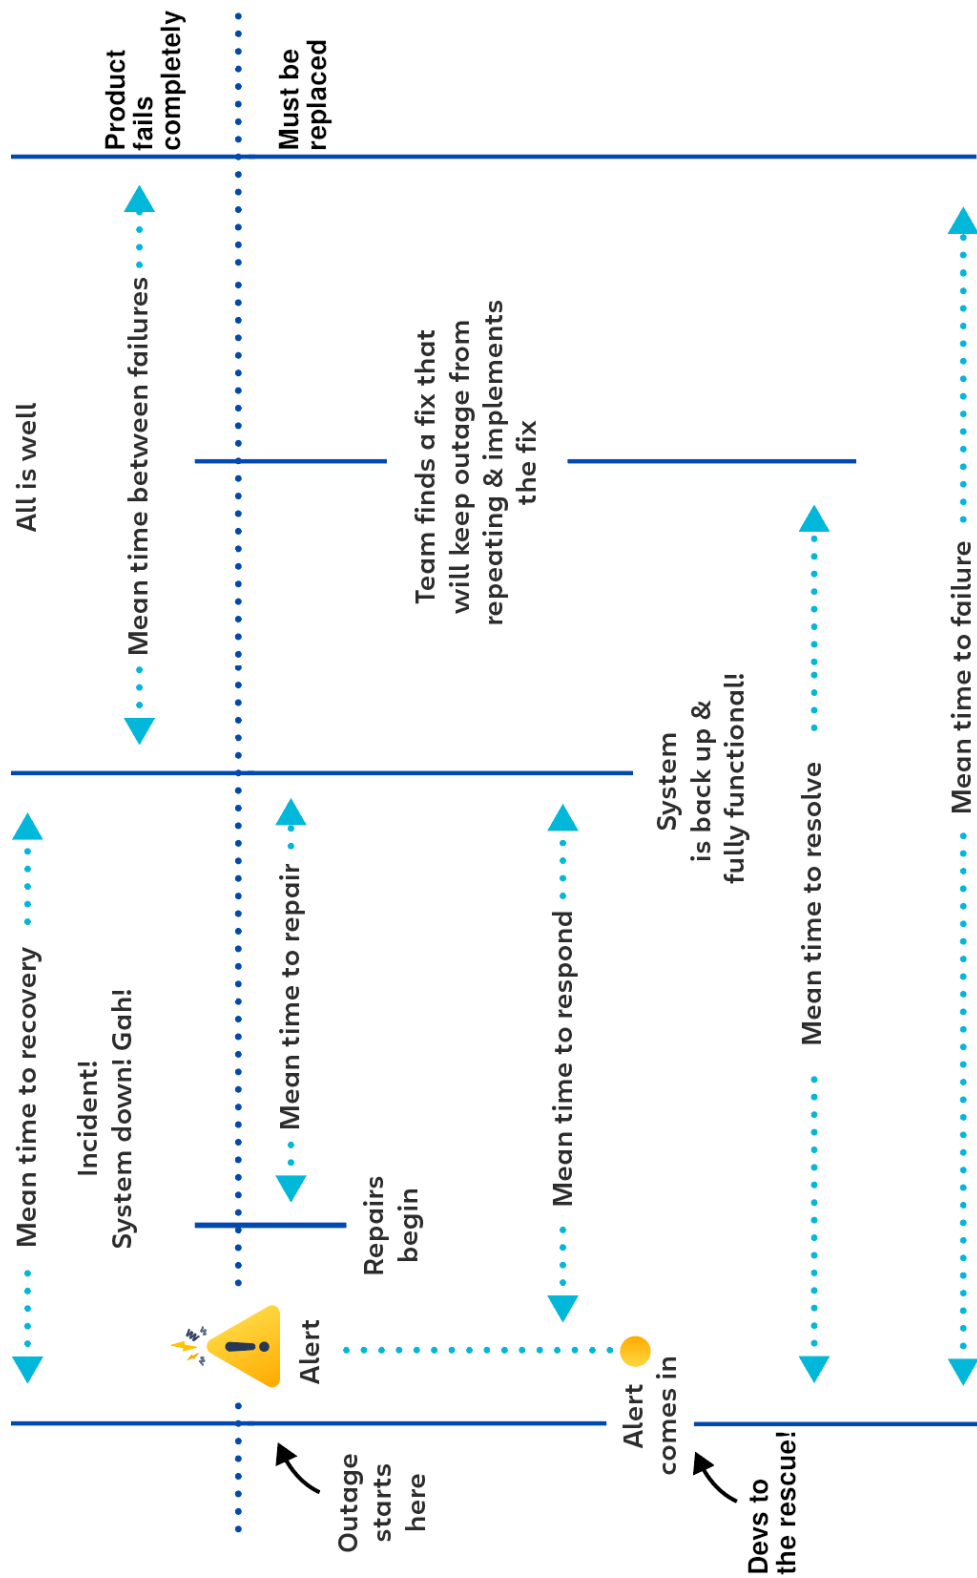 Mean time to recovery
All is well
Incident!
System down! Gah!
Product
fails
completely
Mean time between failures
Outage
starts
here
Alert
Repairs
begin
Mean time to repair
Must be
replaced
Team finds a fix that
will keep outage from
repeating & implements
the fix
Mean time to respond
Alert
comes in
System
is back up &
fully functional!
Devs to
the rescue!
Mean time to resolve
Mean time to failure